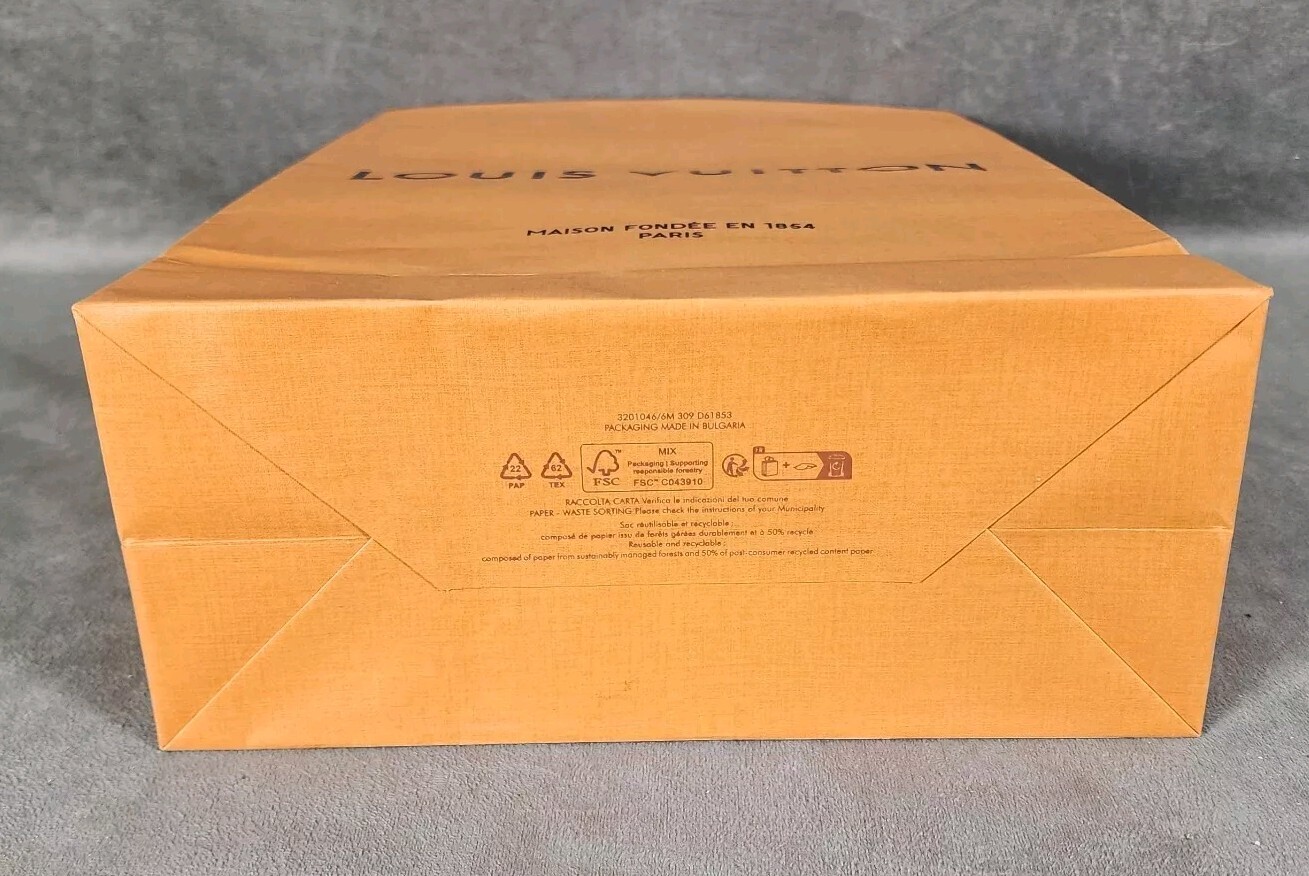 LOUIS VUITTON
MAISON FONDÉE EN 1854
PARIS
3201046/6M 309 D61853
PACKAGING MADE IN BULGARIA
22
PAP
62
TEX
FSC™
MIX
Packaging | Supporting
responsible forestry
FSC™ C043910
FR
RACCOLTA CARTA Verifica le indicazioni del tuo comune
PAPER - WASTE SORTING Please check the instructions of your Municipality
Sac réutilisable et recyclable :
composé de papier issu de forêts gérées durablement et à 50% recyclé
Reusable and recyclable :
composed of paper from sustainably managed forests and 50% of post-consumer recycled content paper